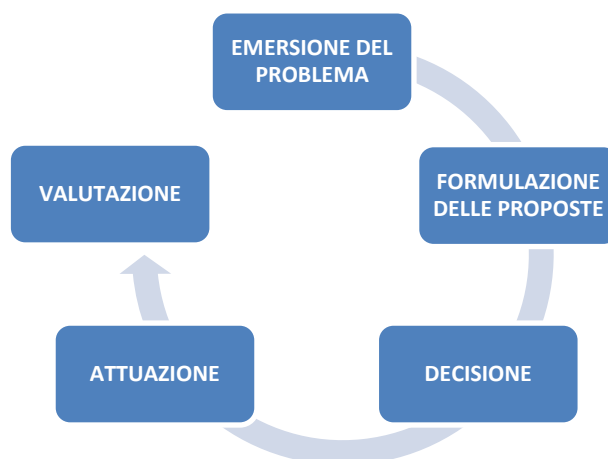 EMERSIONE DEL
PROBLEMA
FORMULAZIONE
DELLE PROPOSTE
DECISIONE
ATTUAZIONE
VALUTAZIONE